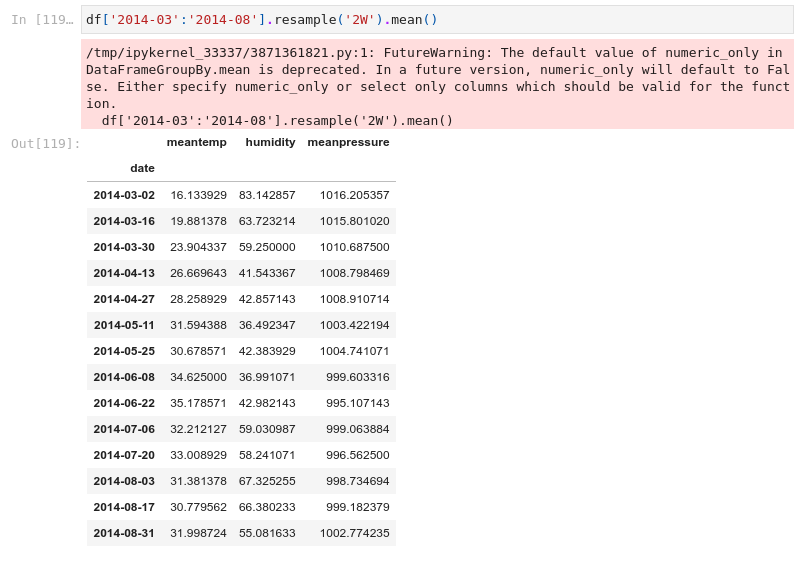 In [119… df['2014-03':'2014-08'].resample('2W').mean()
/tmp/ipykernel_33337/3871361821.py:1: FutureWarning: The default value of numeric_only in
DataFrameGroupBy.mean is deprecated. In a future version, numeric_only will default to Fal
se. Either specify numeric_only or select only columns which should be valid for the funct
ion.
df['2014-03':'2014-08'].resample('2W').mean()
Out[119]: meantemp humidity meanpressure
date
2014-03-02 16.133929 83.142857 1016.205357
2014-03-16 19.881378 63.723214 1015.801020
2014-03-30 23.904337 59.250000 1010.687500
2014-04-13 26.669643 41.543367 1008.798469
2014-04-27 28.258929 42.857143 1008.910714
2014-05-11 31.594388 36.492347 1003.422194
2014-05-25 30.678571 42.383929 1004.741071
2014-06-08 34.625000 36.991071 999.603316
2014-06-22 35.178571 42.982143 995.107143
2014-07-06 32.212127 59.030987 999.063884
2014-07-20 33.008929 58.241071 996.562500
2014-08-03 31.381378 67.325255 998.734694
2014-08-17 30.779562 66.380233 999.182379
2014-08-31 31.998724 55.081633 1002.774235